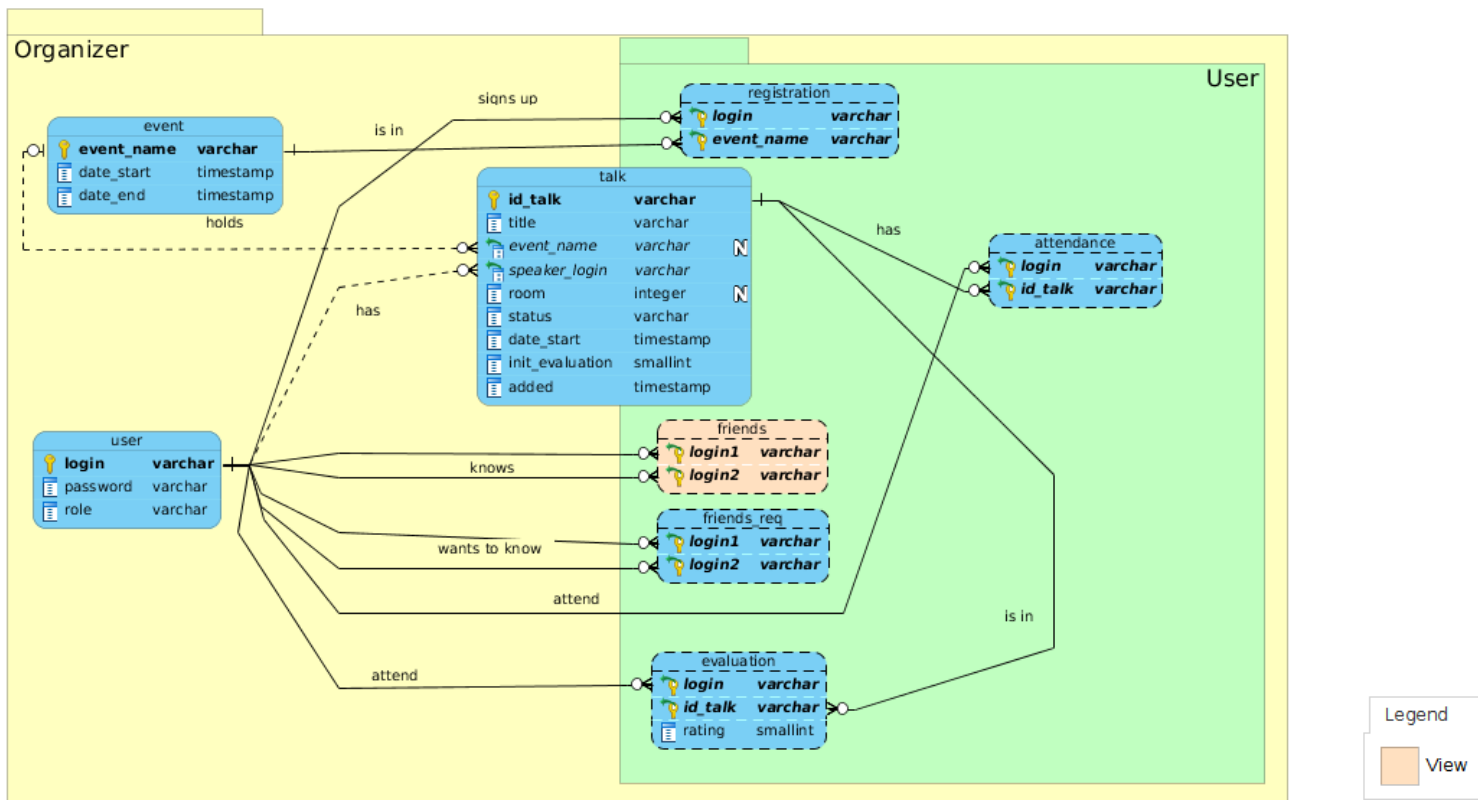 Organizer
User
signs up
is in
registration
login varchar
event_name varchar
event
event_name varchar
date_start timestamp
date_end timestamp
holds
talk
id_talk varchar
title varchar
event_name varchar N
speaker_login varchar
room integer N
status varchar
date_start timestamp
init_evaluation smallint
added timestamp
has
attendance
login varchar
id_talk varchar
has
user
login varchar
password varchar
role varchar
friends
login1 varchar
login2 varchar
knows
friends_req
login1 varchar
login2 varchar
wants to know
attend
is in
attend
evaluation
login varchar
id_talk varchar
rating smallint
Legend
View